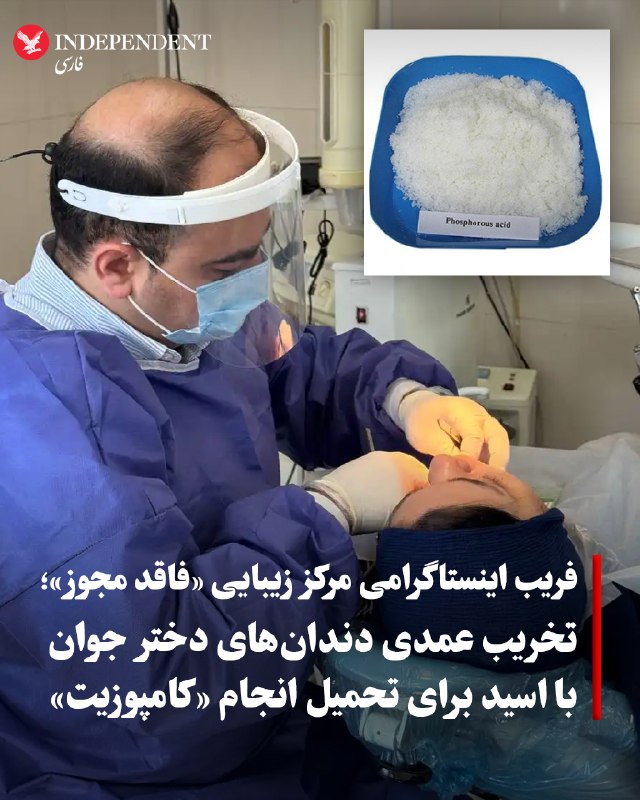 INDEPENDENT
فارسی
Phosphorous acid
فریب اینستاگرامی مرکز زیبایی «فاقد مجوز»؛
تخریب عمدی دندان‌های دختر جوان
با اسید برای تحمیل انجام «کامپوزیت»